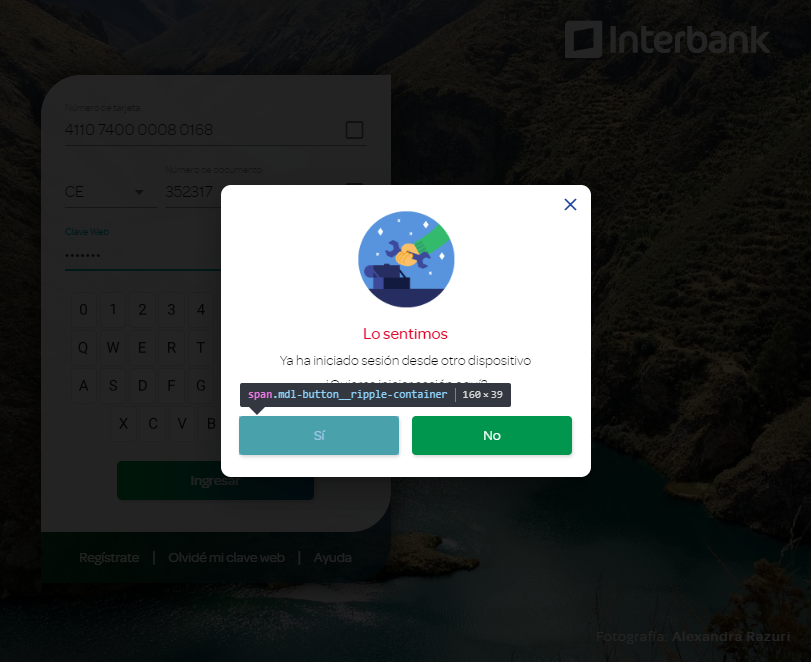 Interbank
Número de tarjeta
4110 7400 0008 0168
Número de documento
CE 352317
Clave Web
•••••••
Lo sentimos
Ya ha iniciado sesión desde otro dispositivo
¿Quieres iniciar sesión aquí?
span.mdl-button__ripple-container 160 × 39
Sí No
0 1 2 3 4
Q W E R T
A S D F G
X C V B
Ingresar
Regístrate | Olvidé mi clave web | Ayuda
Fotografía: Alexandra Razuri